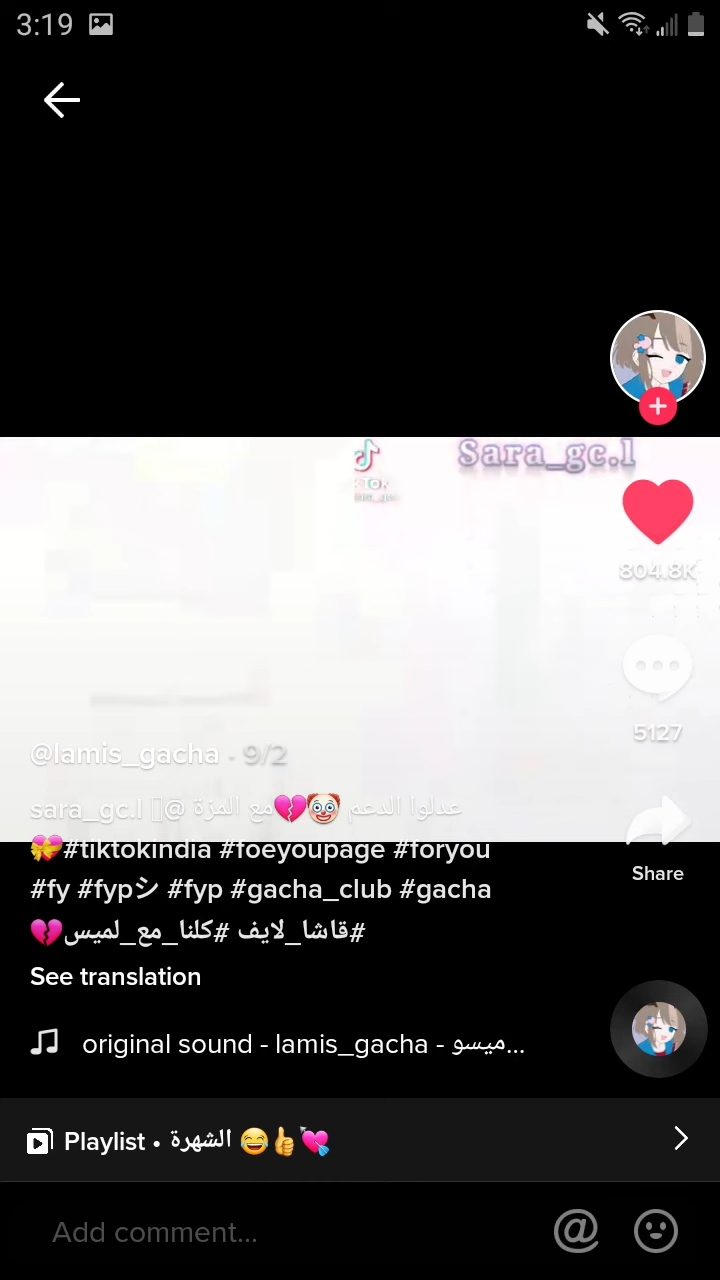 3:19
Sara_gc.l
804.8K
5127
@lamis_gacha · 9/2
عدلوا الدعم 🤡💔مع المزة @sara_gc.l
💝#tiktokindia #foeyoupage #foryou
#fy #fypシ #fyp #gacha_club #gacha
#قاشا_لايف #كلنا_مع_لميس💔
Share
See translation
original sound - lamis_gacha - ميسو...
Playlist • الشهرة 😂👍💘
Add comment...